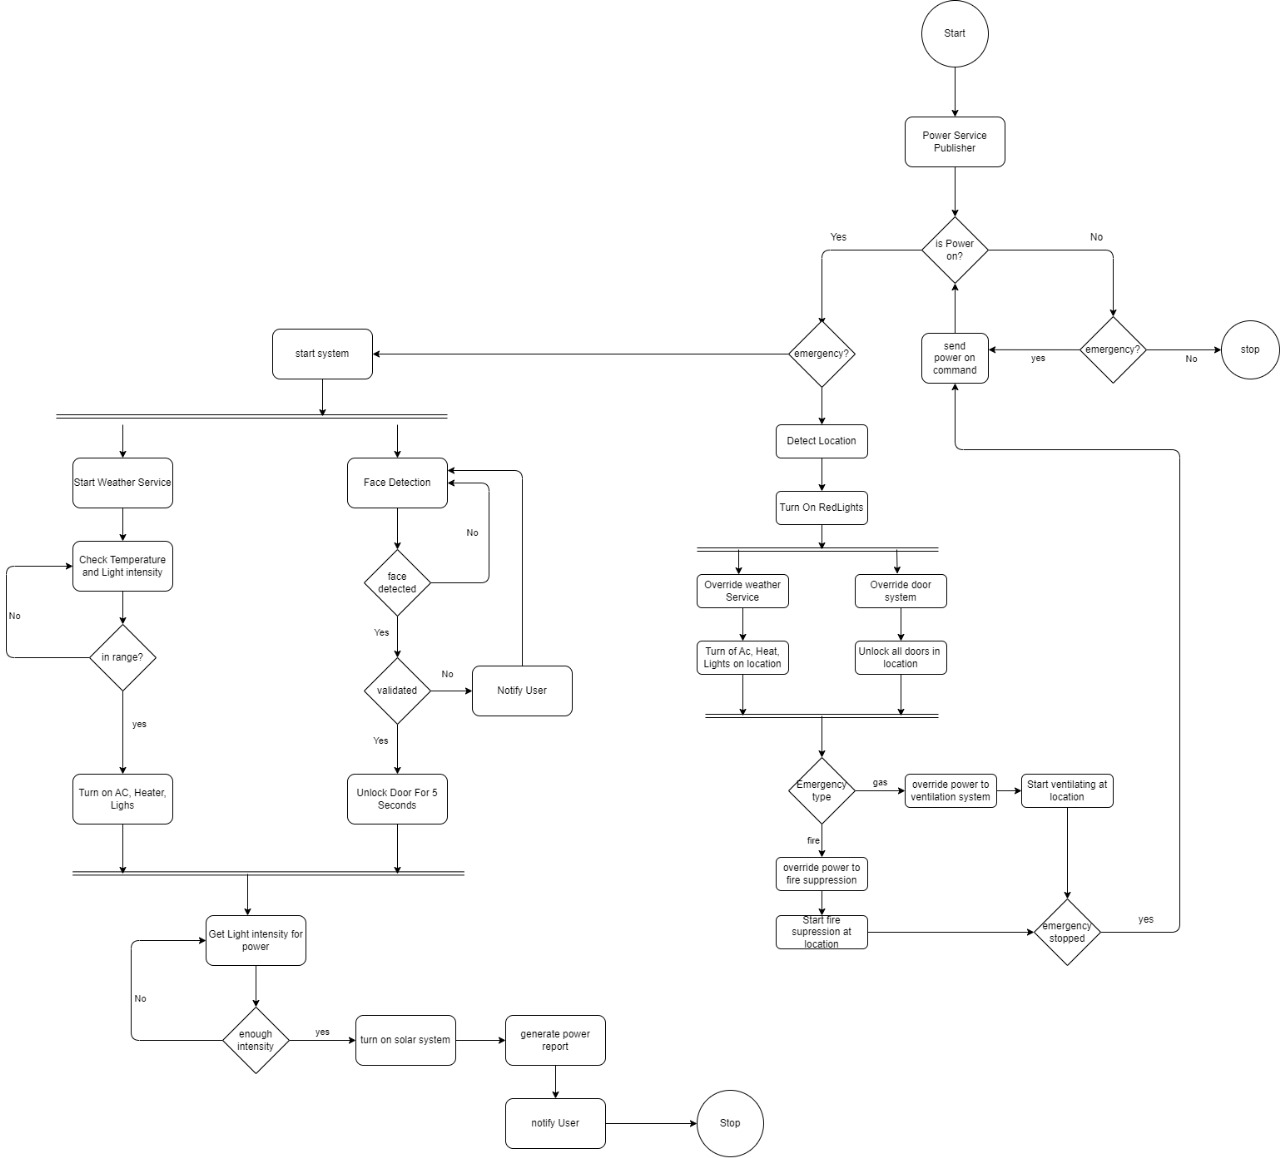 Start
Power Service
Publisher
is Power
on?
Yes
No
emergency?
start system
send
power on
command
yes
emergency?
No
stop
Detect Location
Turn On RedLights
Override weather
Service
Override door
system
Turn of Ac, Heat,
Lights on location
Unlock all doors in
location
Emergency
type
gas
override power to
ventilation system
Start ventilating at
location
fire
override power to
fire suppression
Start fire
supression at
location
emergency
stopped
yes
Start Weather Service
Check Temperature
and Light intensity
No
in range?
yes
Turn on AC, Heater,
Lighs
Face Detection
No
face
detected
Yes
validated
No
Notify User
Yes
Unlock Door For 5
Seconds
Get Light intensity for
power
No
enough
intensity
yes
turn on solar system
generate power
report
notify User
Stop